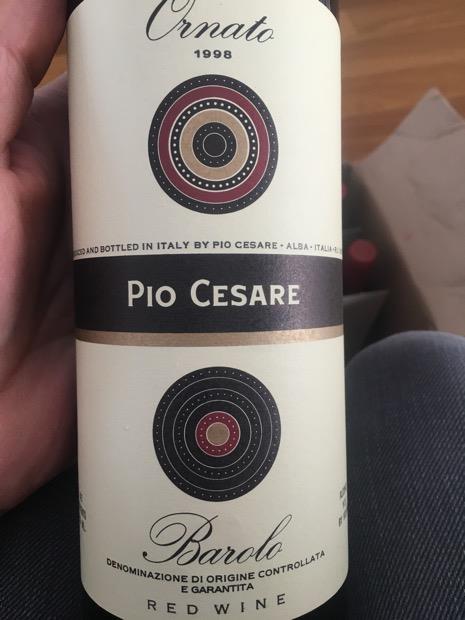 Ornato
1998
AND BOTTLED IN ITALY BY PIO CESARE • ALBA • ITALIA
PIO CESARE
Barolo
DENOMINAZIONE DI ORIGINE CONTROLLATA
E GARANTITA
RED WINE